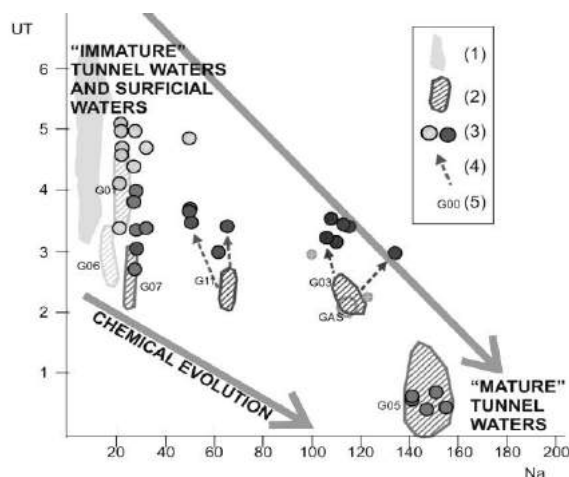 UT
6
5
4
3
2
1
"IMMATURE"
TUNNEL WATERS
AND SURFICIAL
WATERS
(1)
(2)
(3)
(4)
G00 (5)
G06
G07
G11
G03
GAS
G05
CHEMICAL EVOLUTION
"MATURE"
TUNNEL
WATERS
20 40 60 80 100 120 140 160 180 200
Na